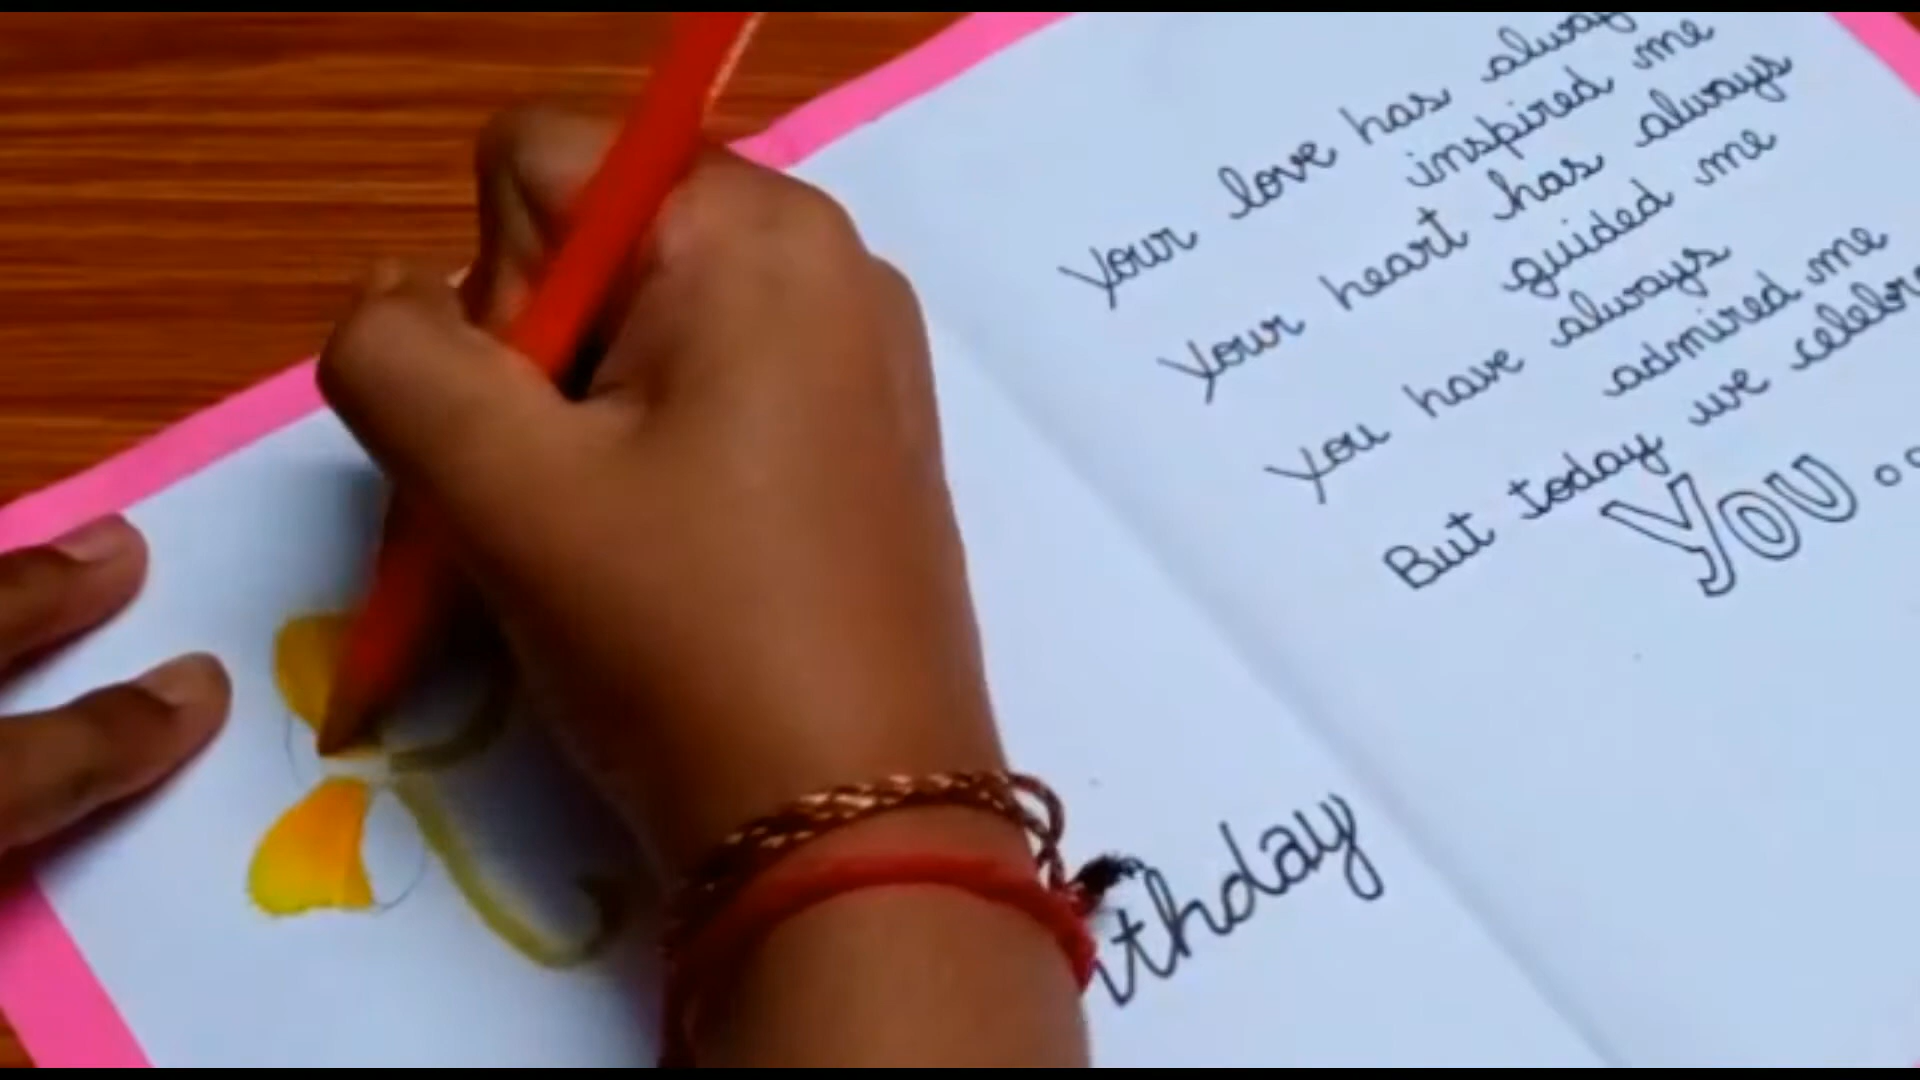 Your love has
inspired me
Your heart has always
guided me
You have always
admired me
But today we
You..
thday